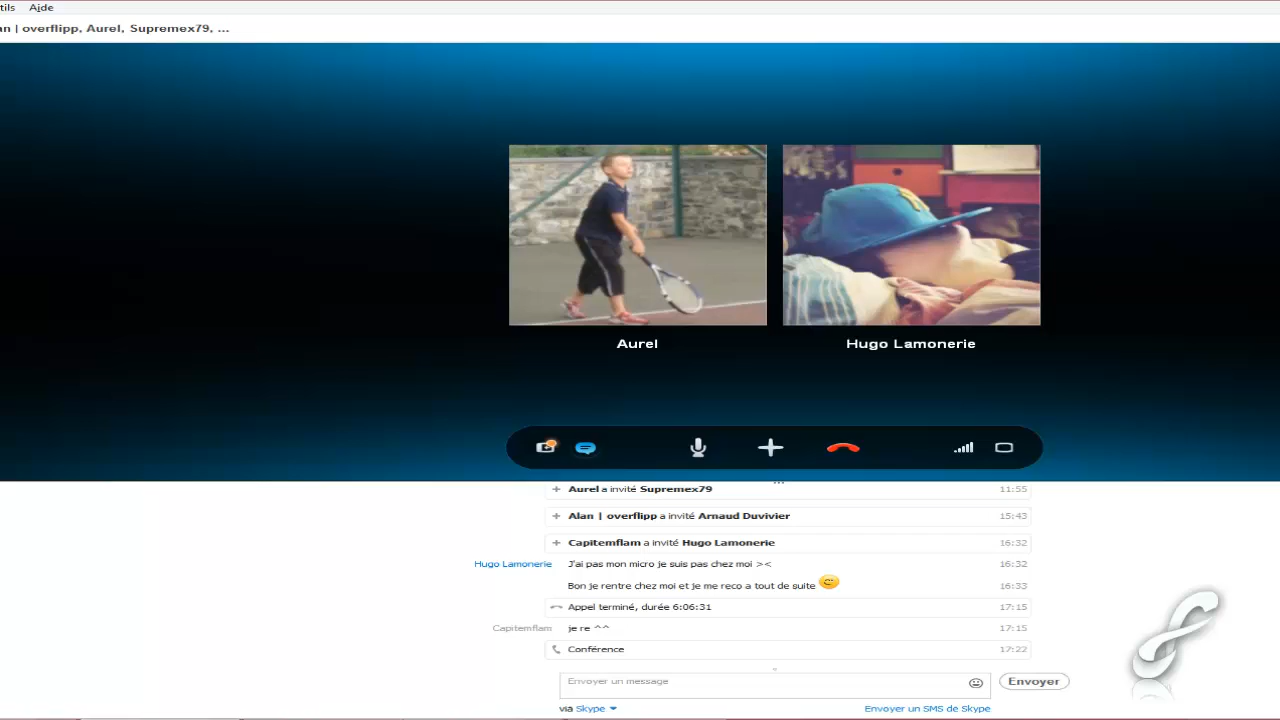 tils Aide
an | overflipp, Aurel, Supremex79, ...
Aurel
Hugo Lamonerie
+ Aurel a invité Supremex79 11:55
+ Alan | overflipp a invité Arnaud Duvivier 15:43
+ Capitemflam a invité Hugo Lamonerie 16:32
Hugo Lamonerie J'ai pas mon micro je suis pas chez moi >< 16:32
Bon je rentre chez moi et je me reco a tout de suite 16:33
Appel terminé, durée 6:06:31 17:15
Capitemflam je re ^^ 17:15
Conférence 17:22
Envoyer un message
Envoyer
via Skype
Envoyer un SMS de Skype